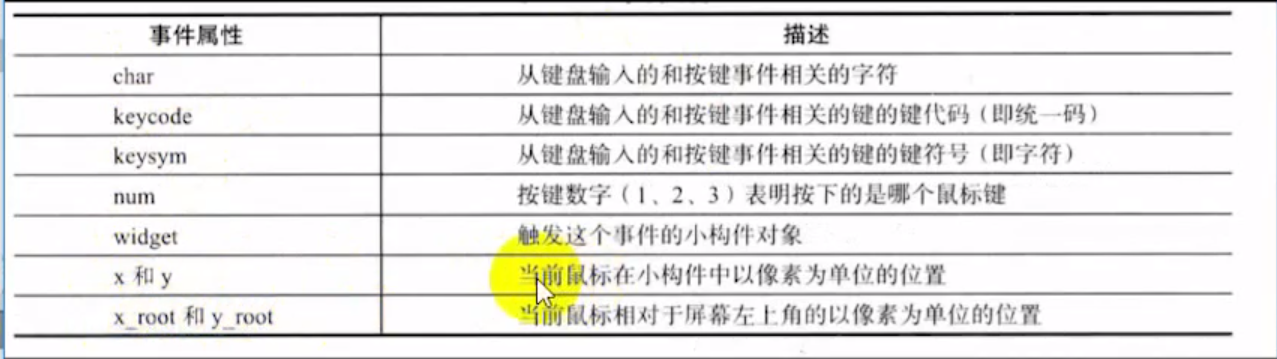 事件属性 描述
char 从键盘输入的和按键事件相关的字符
keycode 从键盘输入的和按键事件相关的键的键代码（即统一码）
keysym 从键盘输入的和按键事件相关的键的键符号（即字符）
num 按键数字（1、2、3）表明按下的是哪个鼠标键
widget 触发这个事件的小构件对象
x 和 y 当前鼠标在小构件中以像素为单位的位置
x_root 和 y_root 当前鼠标相对于屏幕左上角的以像素为单位的位置